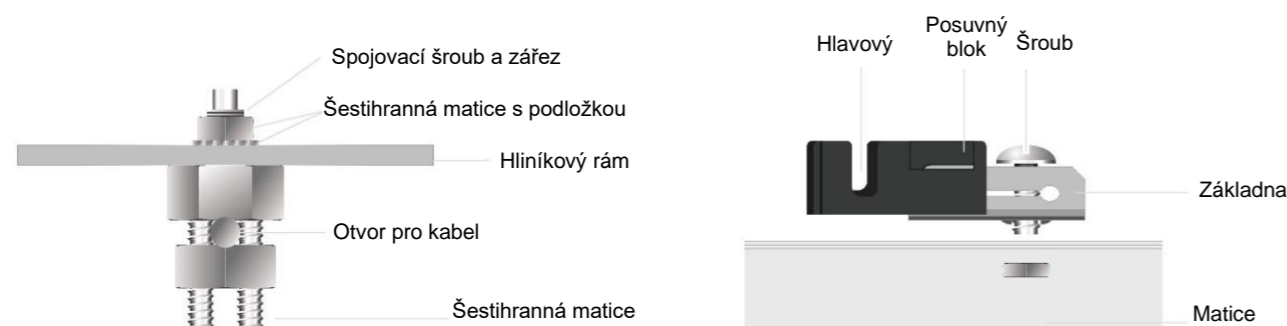 Spojovací šroub a zářez
Šestihranná matice s podložkou
Hliníkový rám
Otvor pro kabel
Šestihranná matice
Hlavový
Posuvný
blok
Šroub
Základna
Matice